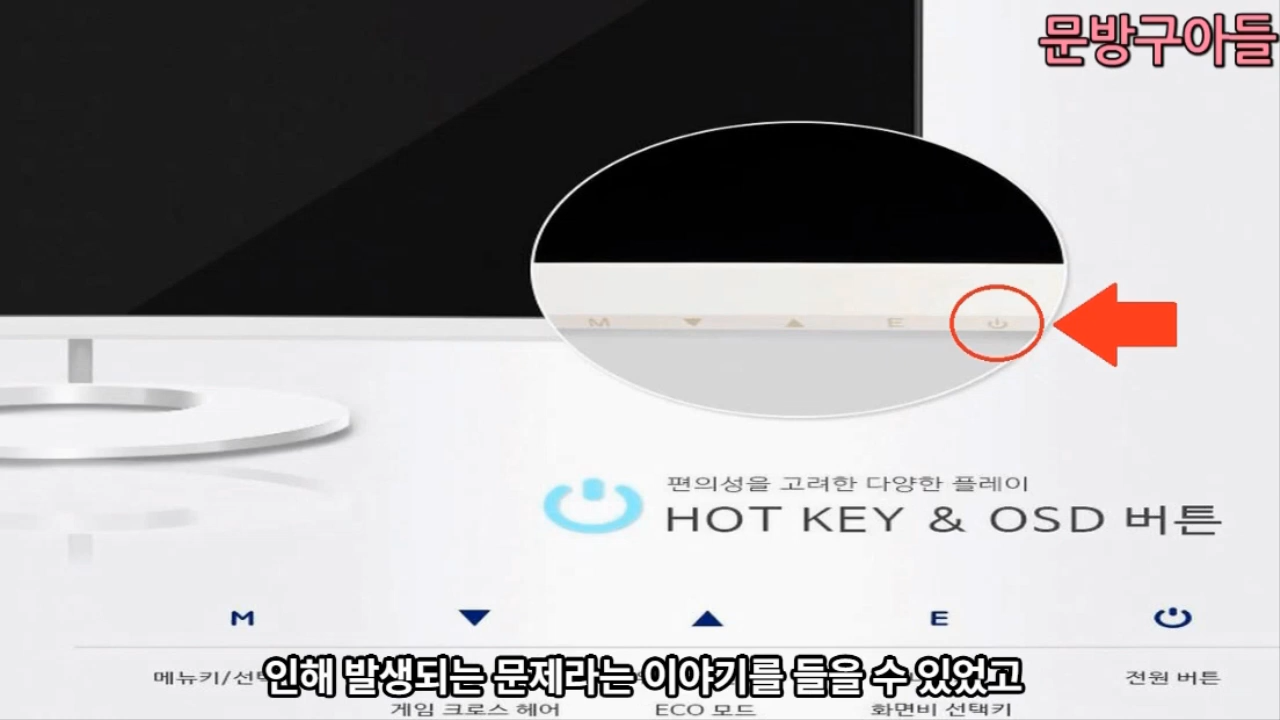 문방구아들
M ▼ ▲ E
편의성을 고려한 다양한 플레이
HOT KEY & OSD 버튼
M ▼ ▲ E
메뉴키/선택
전원 버튼
인해 발생되는 문제라는 이야기를 들을 수 있었고
게임 크로스 헤어
ECO 모드
화면비 선택키